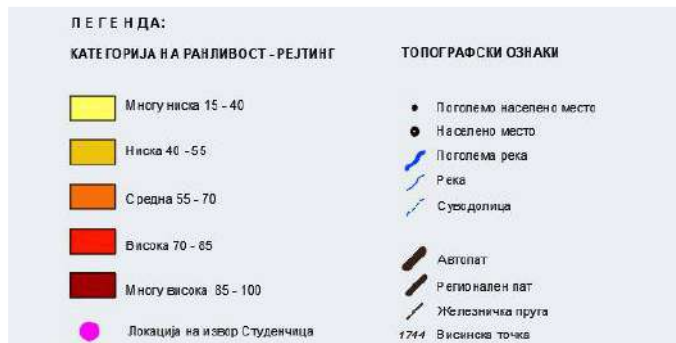 ЛЕГЕНДА:
КАТЕГОРИЈА НА РАНЛИВОСТ - РЕЈТИНГ
Многу ниска 15 - 40
Ниска 40 - 55
Средна 55 - 70
Висока 70 - 85
Многу висока 85 - 100
Локација на извор Студенчица
ТОПОГРАФСКИ ОЗНАКИ
Поголемо населено место
Населено место
Поголема река
Река
Суводолица
Автопат
Регионален пат
Железничка пруга
1744 Висинска точка